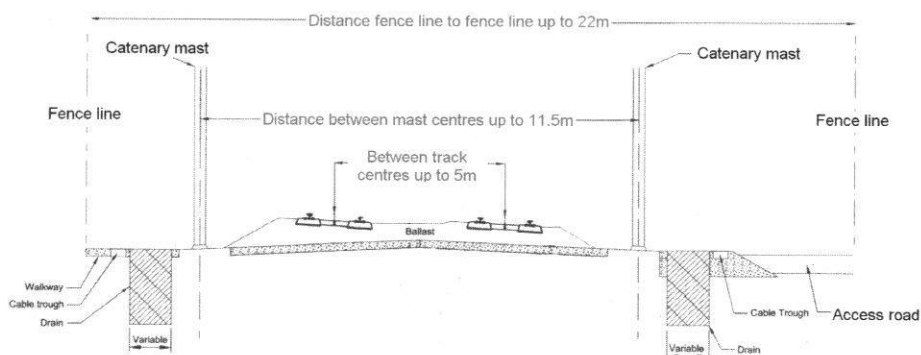 Distance fence line to fence line up to 22m
Catenary mast
Catenary mast
Fence line
Distance between mast centres up to 11.5m
Fence line
Between track
centres up to 5m
Ballast
Walkway
Cable trough
Drain
Variable
Cable Trough
Access road
Variable
Drain